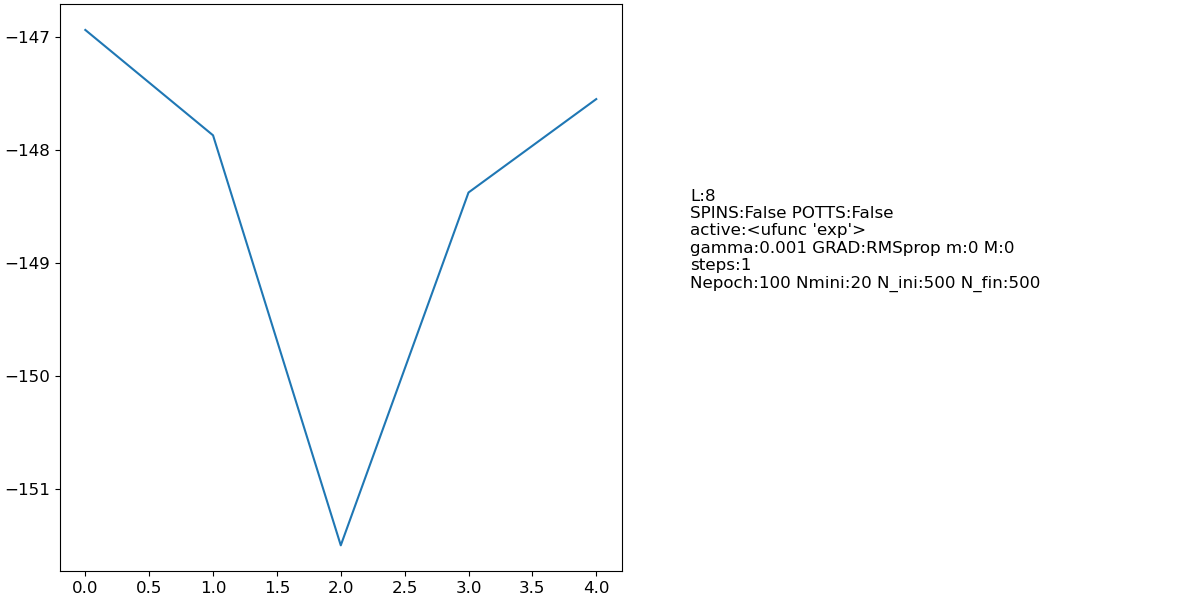 −147
−148
−149
−150
−151
0.0 0.5 1.0 1.5 2.0 2.5 3.0 3.5 4.0
L:8
SPINS:False POTTS:False
active:<ufunc 'exp'>
gamma:0.001 GRAD:RMSprop m:0 M:0
steps:1
Nepoch:100 Nmini:20 N_ini:500 N_fin:500